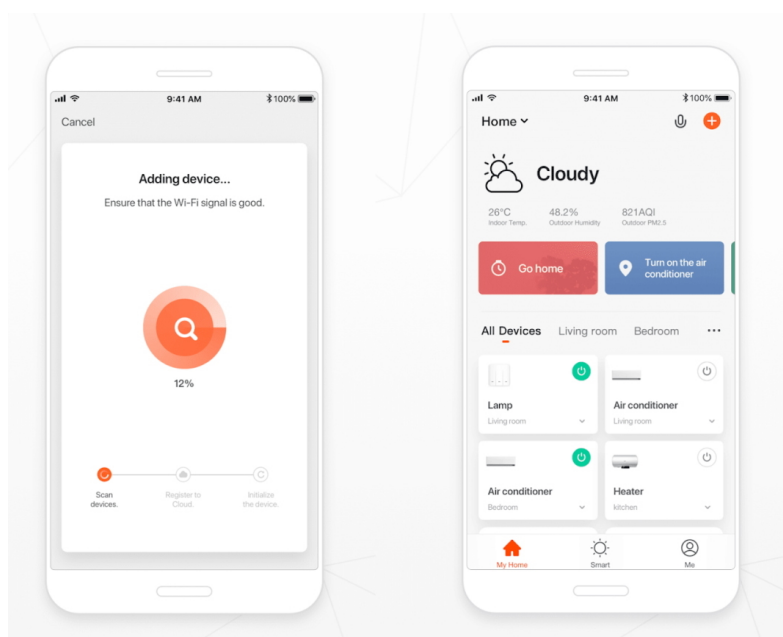 9:41 AM
100%
Cancel
Adding device...
Ensure that the Wi-Fi signal is good.
12%
Scan
devices.
Register to
Cloud.
Initialize
the device.
9:41 AM
100%
Home
Cloudy
26°C
48.2%
821AQI
Indoor Temp.
Outdoor Humidity
Outdoor PM2.5
Go home
Turn on the air
conditioner
All Devices
Living room
Bedroom
Lamp
Living room
Air conditioner
Living room
Air conditioner
Bedroom
Heater
kitchen
My Home
Smart
Me